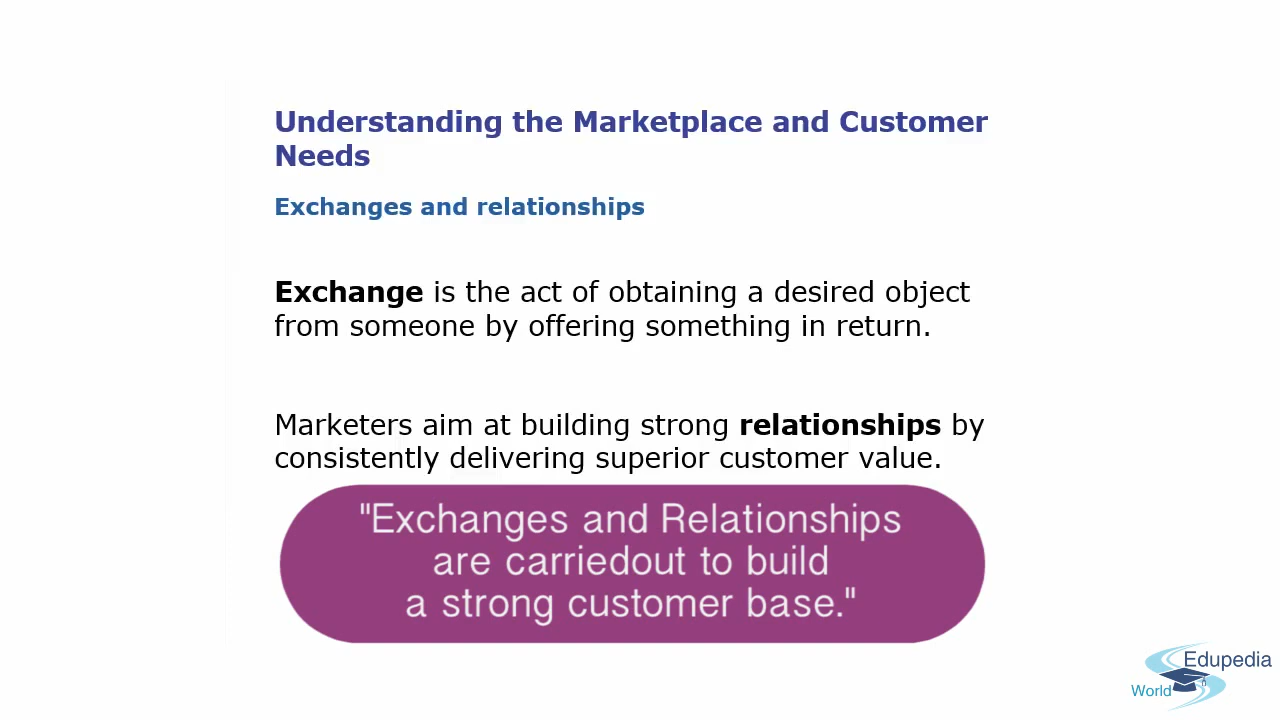 Understanding the Marketplace and Customer
Needs
Exchanges and relationships
Exchange is the act of obtaining a desired object
from someone by offering something in return.
Marketers aim at building strong relationships by
consistently delivering superior customer value.
"Exchanges and Relationships
are carriedout to build
a strong customer base."
Edupedia
World